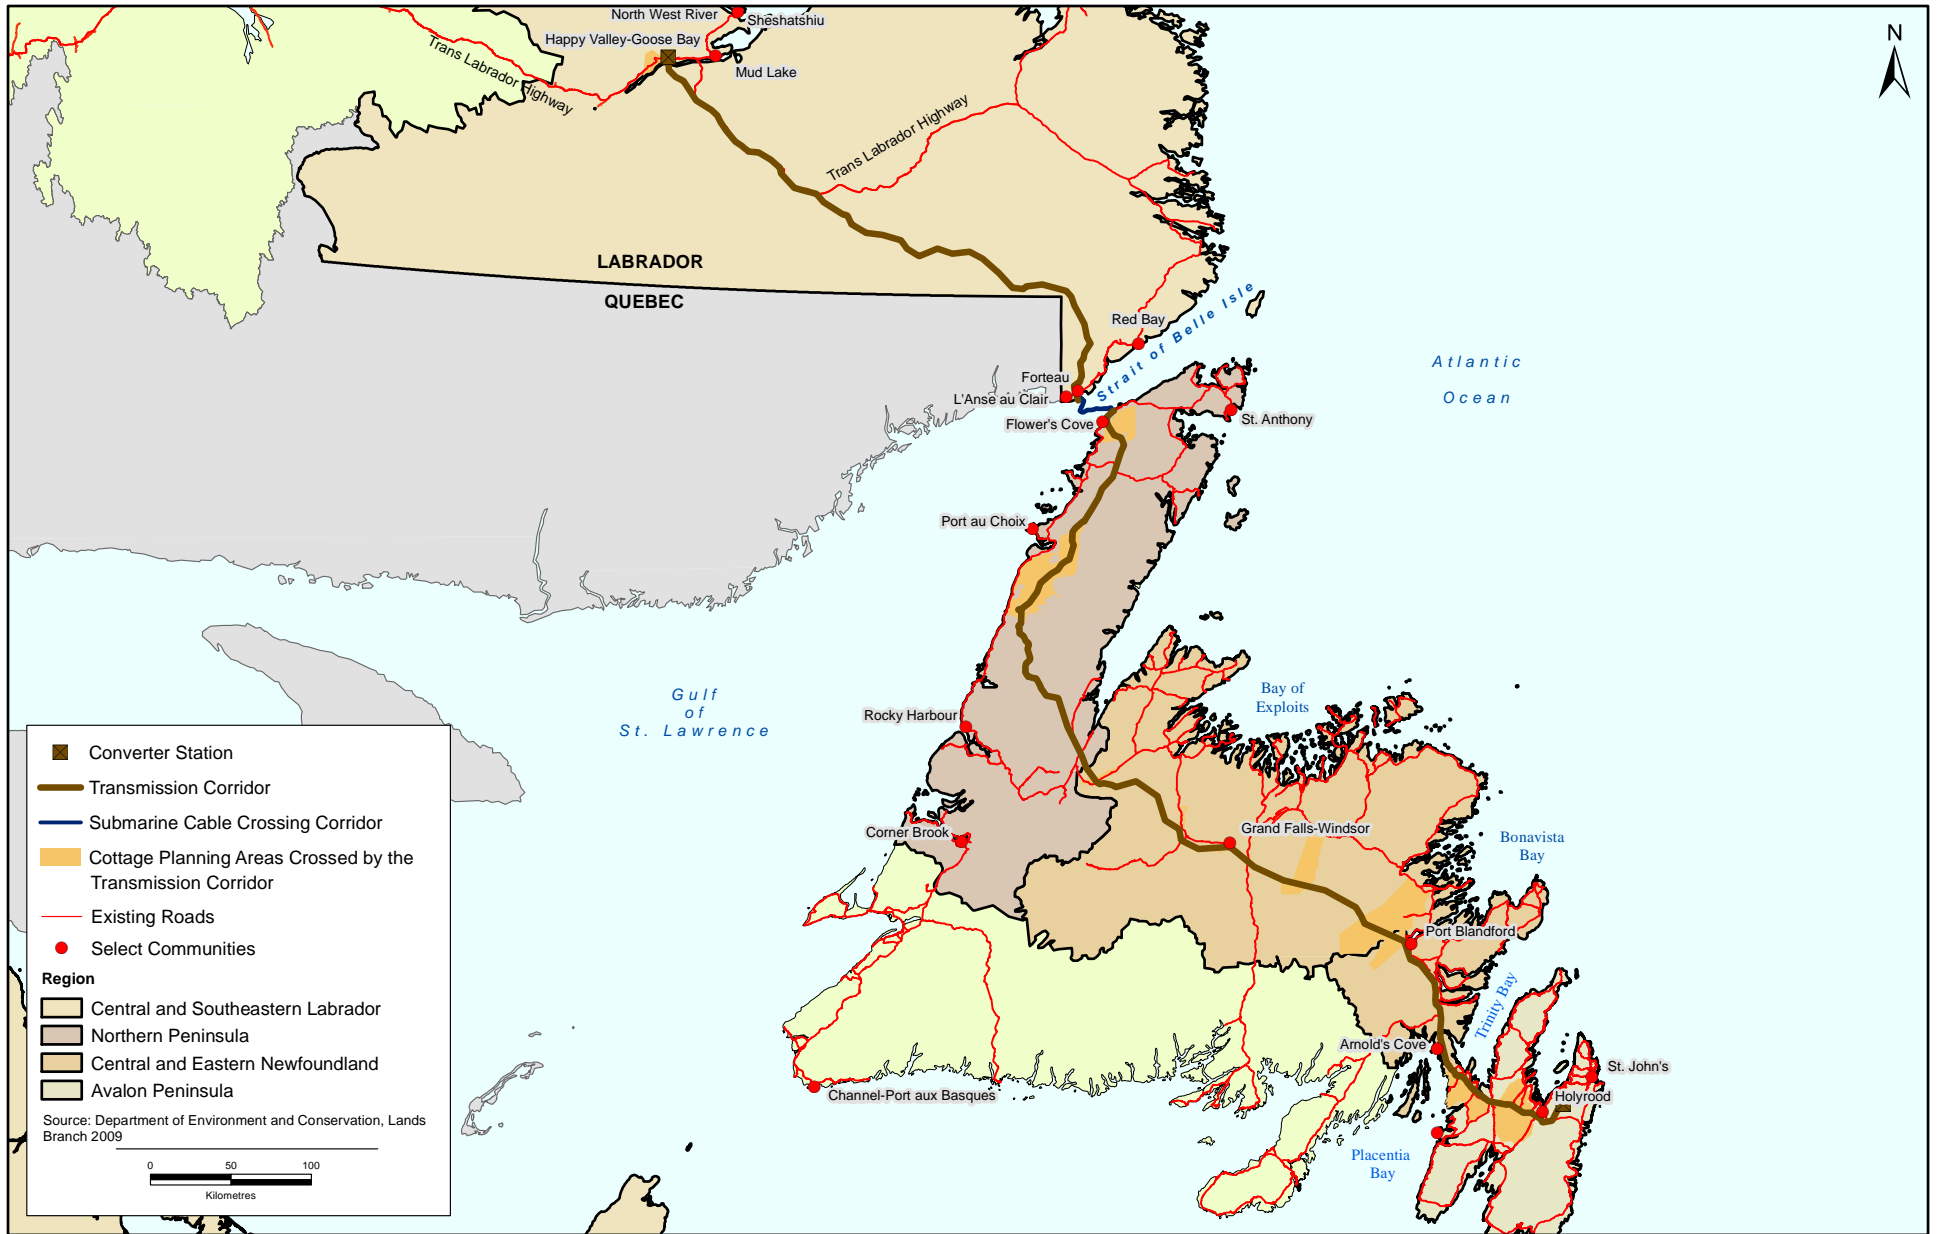 North West River
Sheshatshiu
Happy Valley-Goose Bay
Mud Lake
Trans Labrador Highway
Trans Labrador Highway
N
LABRADOR
QUEBEC
Red Bay
Strait of Belle Isle
Forteau
L'Anse au Clair
Flower's Cove
St. Anthony
Atlantic
Ocean
Port au Choix
Gulf
of
St. Lawrence
Rocky Harbour
Bay of
Exploits
Corner Brook
Grand Falls-Windsor
Bonavista
Bay
Port Blandford
Trinity Bay
Arnold's Cove
St. John's
Holyrood
Channel-Port aux Basques
Placentia
Bay
Converter Station
Transmission Corridor
Submarine Cable Crossing Corridor
Cottage Planning Areas Crossed by the
Transmission Corridor
Existing Roads
Select Communities
Region
Central and Southeastern Labrador
Northern Peninsula
Central and Eastern Newfoundland
Avalon Peninsula
Source: Department of Environment and Conservation, Lands
Branch 2009
0 50 100
Kilometres